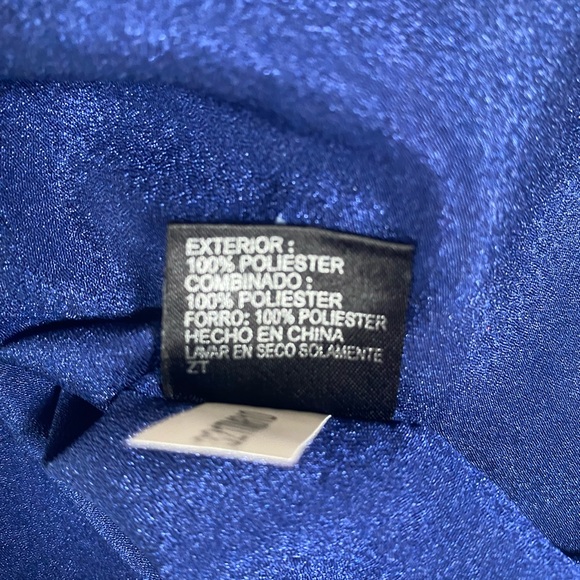 EXTERIOR :
100% POLIESTER
COMBINADO :
100% POLIESTER
FORRO: 100% POLIESTER
HECHO EN CHINA
LAVAR EN SECO SOLAMENTE
ZT